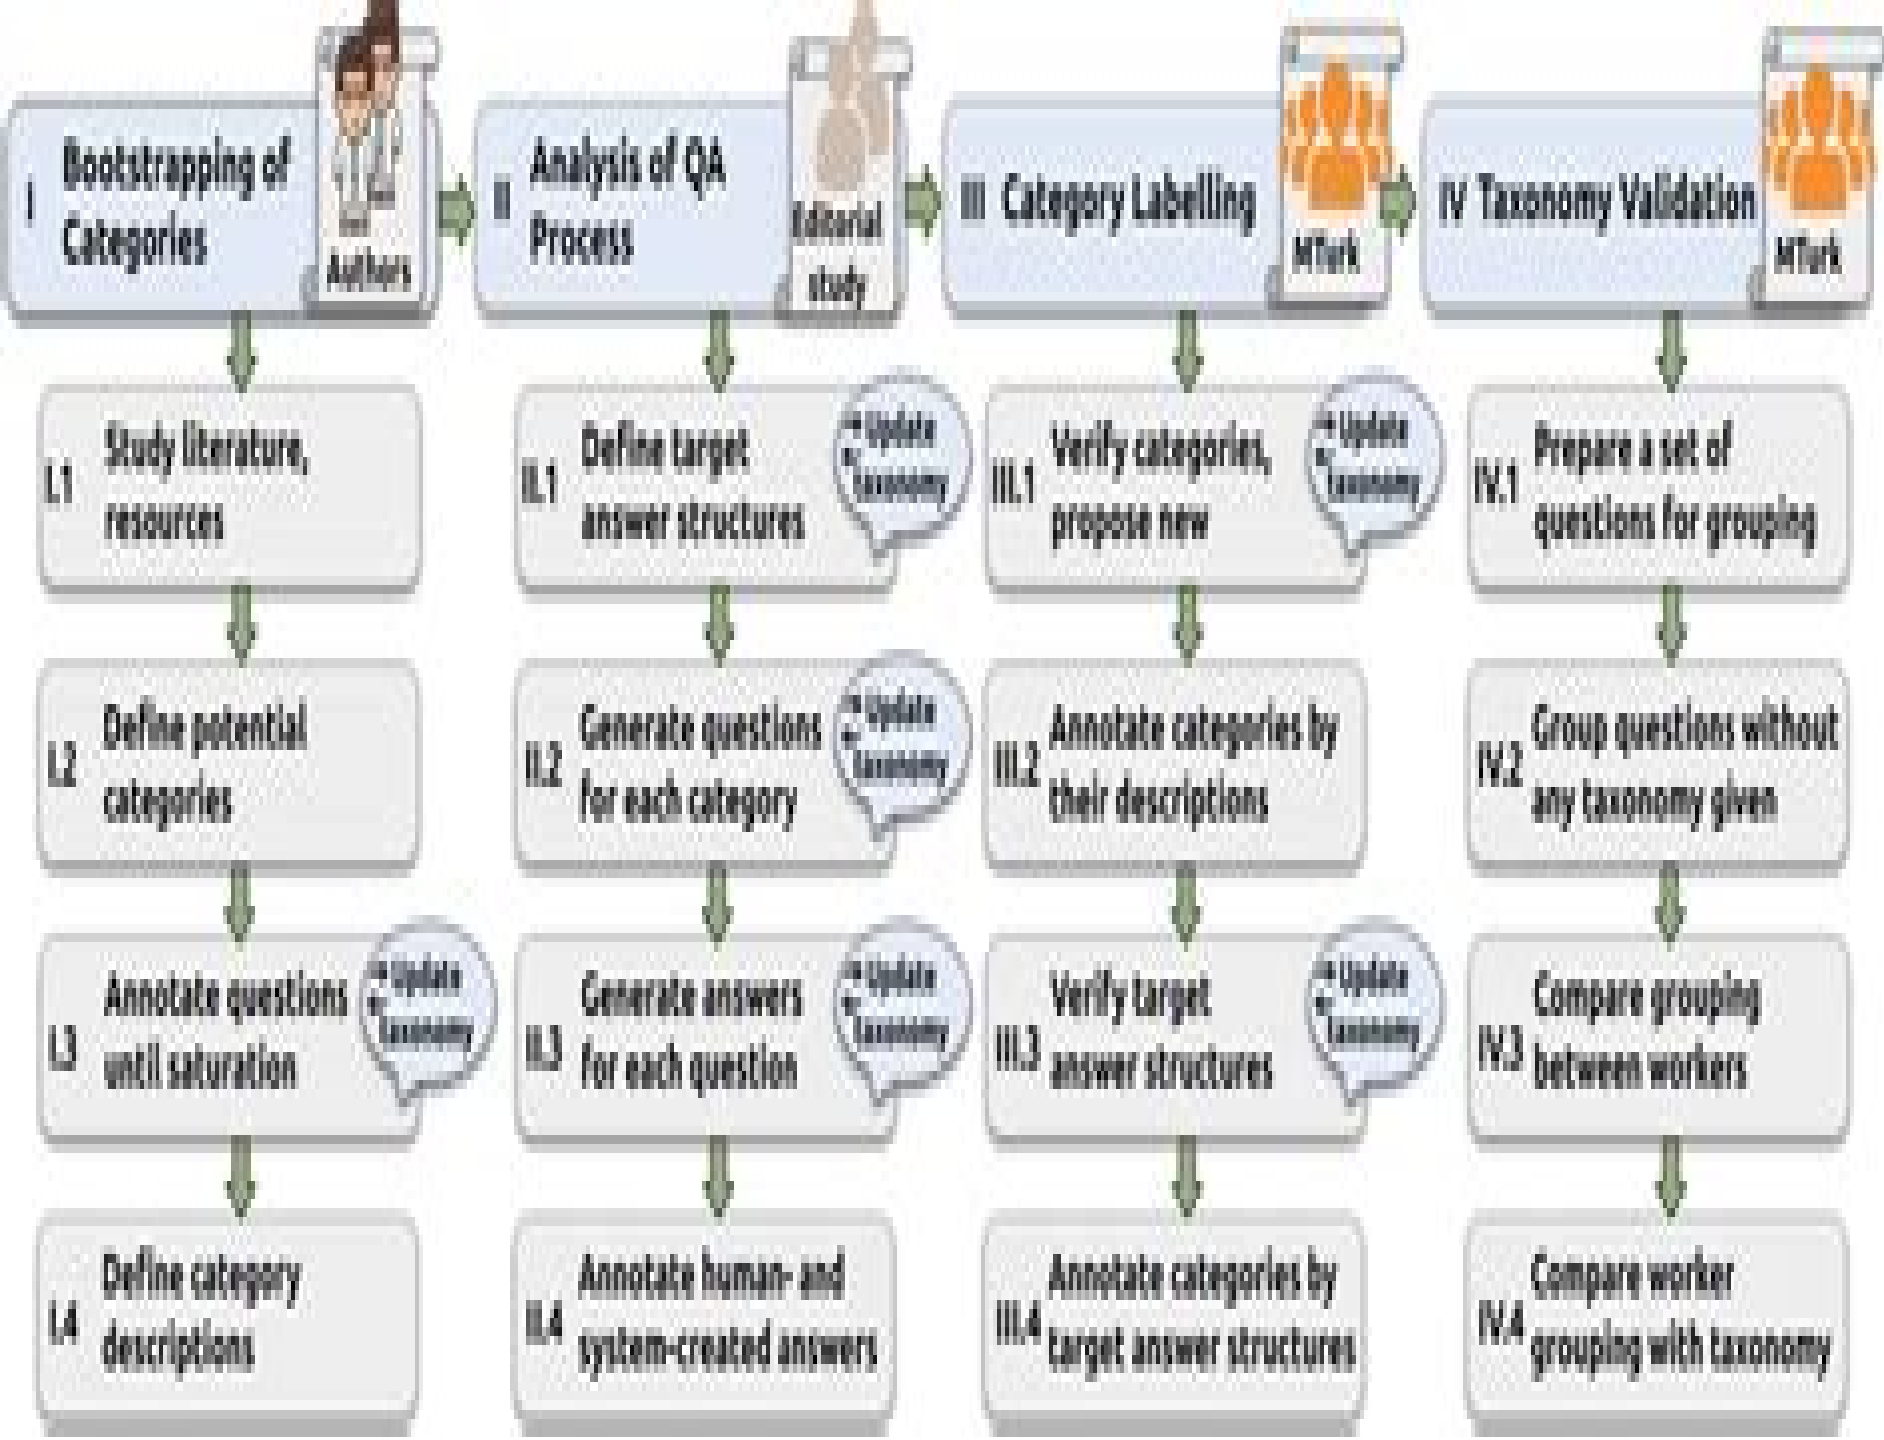 I
Bootstrapping of
Categories
Authors
II
Analysis of QA
Process
Editorial
study
III Category Labelling
MTurk
IV Taxonomy Validation
MTurk
I.1
Study literature,
resources
I.2
Define potential
categories
I.3
Annotate questions
until saturation
Update
taxonomy
I.4
Define category
descriptions
II.1
Define target
answer structures
Update
taxonomy
II.2
Generate questions
for each category
Update
taxonomy
II.3
Generate answers
for each question
Update
taxonomy
II.4
Annotate human- and
system-created answers
III.1
Verify categories,
propose new
Update
taxonomy
III.2
Annotate categories by
their descriptions
III.3
Verify target
answer structures
Update
taxonomy
III.4
Annotate categories by
target answer structures
IV.1
Prepare a set of
questions for grouping
IV.2
Group questions without
any taxonomy given
IV.3
Compare grouping
between workers
IV.4
Compare worker
grouping with taxonomy